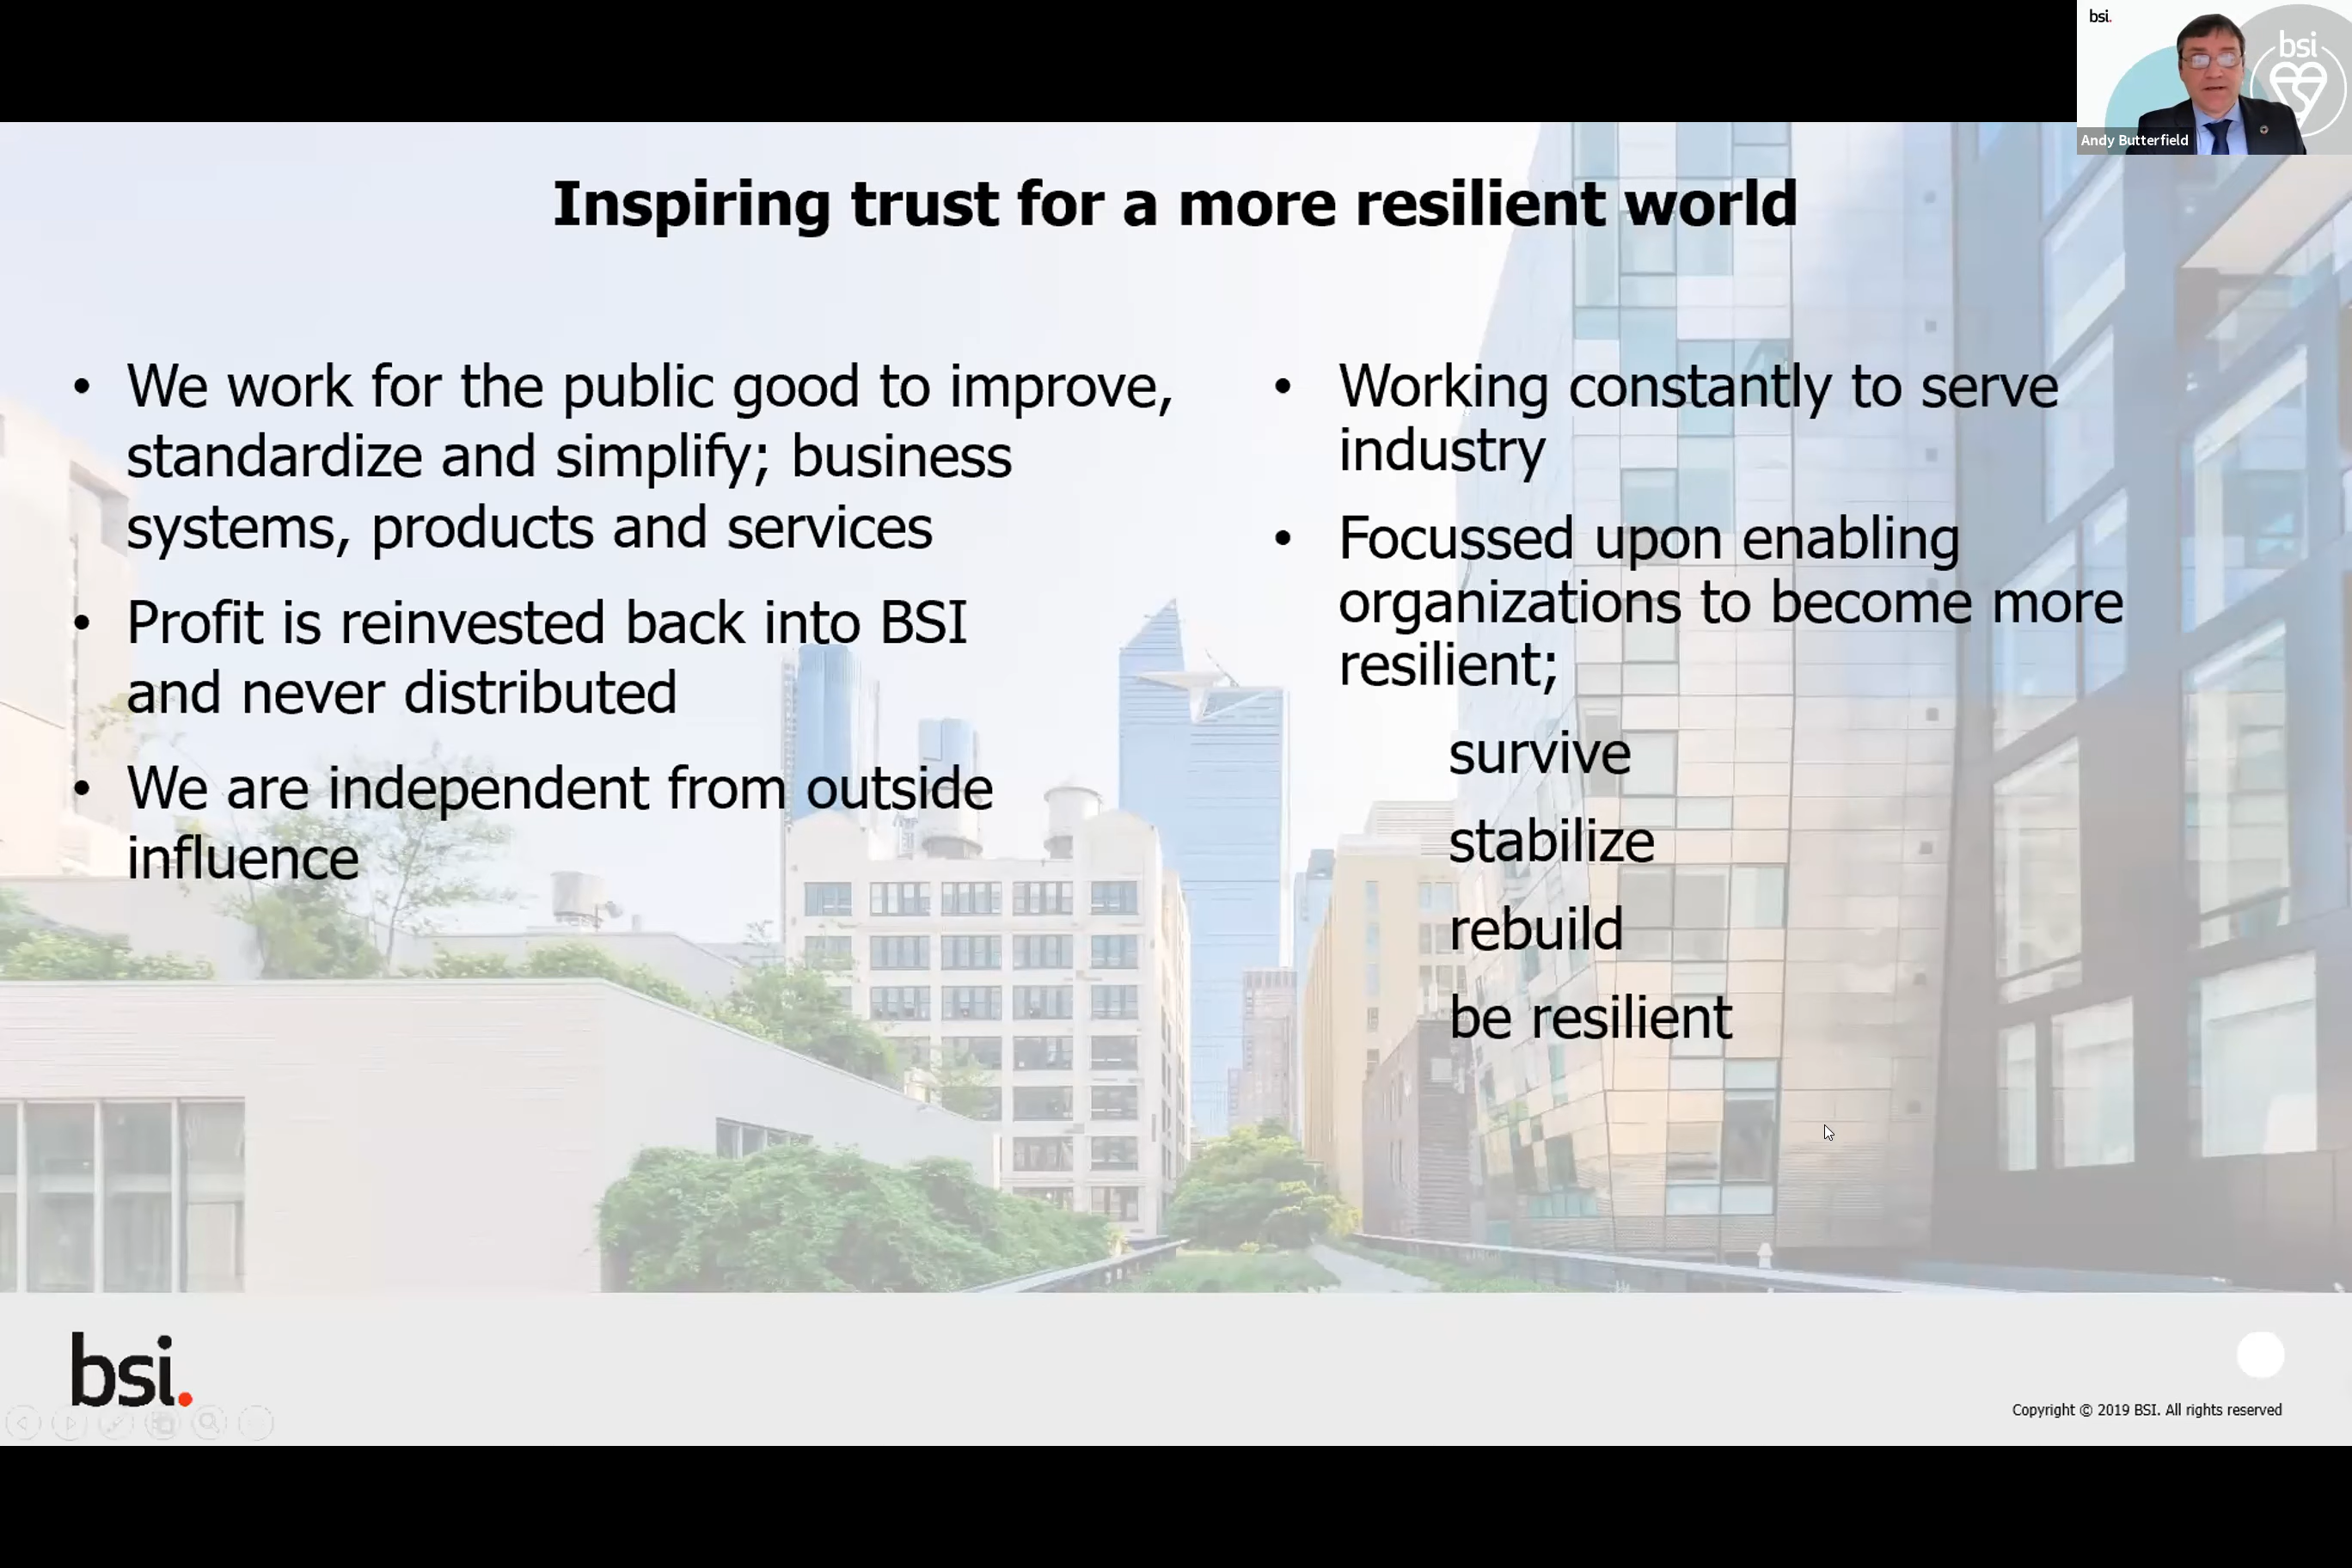 bsi.
bsi
Andy Butterfield
Inspiring trust for a more resilient world
• We work for the public good to improve,
standardize and simplify; business
systems, products and services
• Profit is reinvested back into BSI
and never distributed
• We are independent from outside
influence
• Working constantly to serve
industry
• Focussed upon enabling
organizations to become more
resilient;
survive
stabilize
rebuild
be resilient
bsi.
Copyright © 2019 BSI. All rights reserved